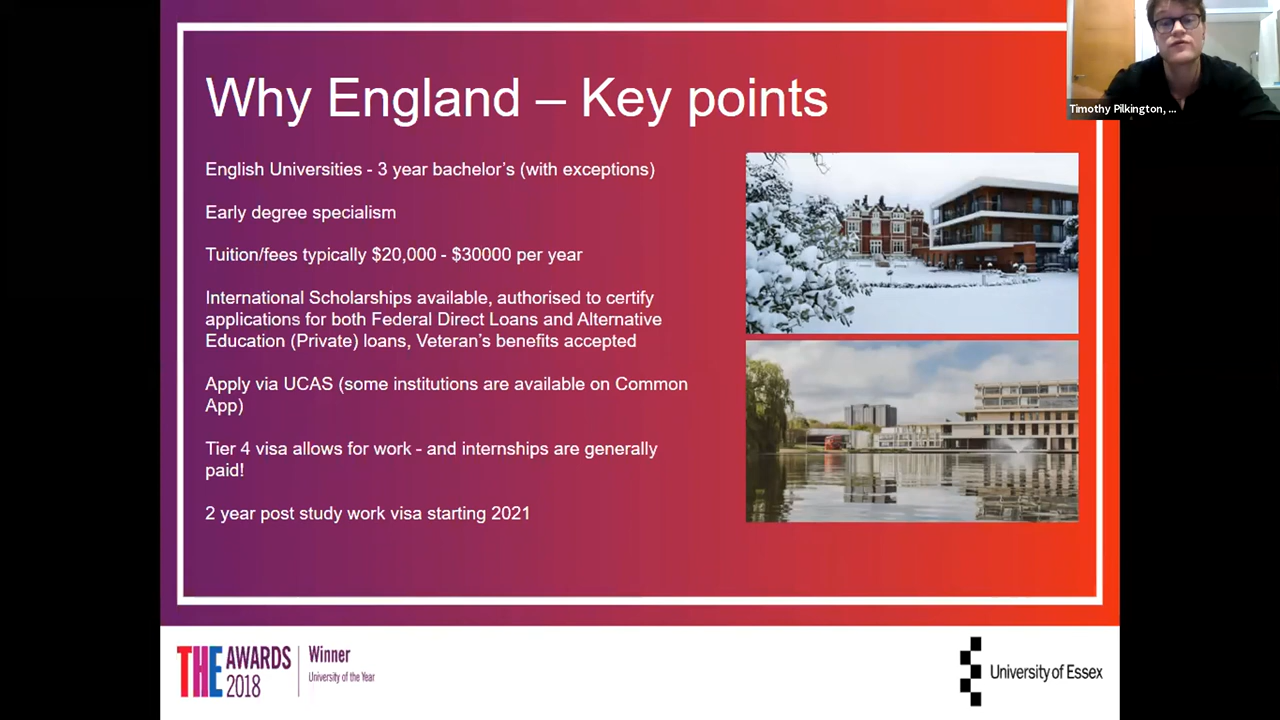 Why England – Key points
Timothy Pilkington, ...
English Universities - 3 year bachelor's (with exceptions)
Early degree specialism
Tuition/fees typically $20,000 - $30000 per year
International Scholarships available, authorised to certify
applications for both Federal Direct Loans and Alternative
Education (Private) loans, Veteran's benefits accepted
Apply via UCAS (some institutions are available on Common
App)
Tier 4 visa allows for work - and internships are generally
paid!
2 year post study work visa starting 2021
THE AWARDS 2018
Winner
University of the Year
University of Essex